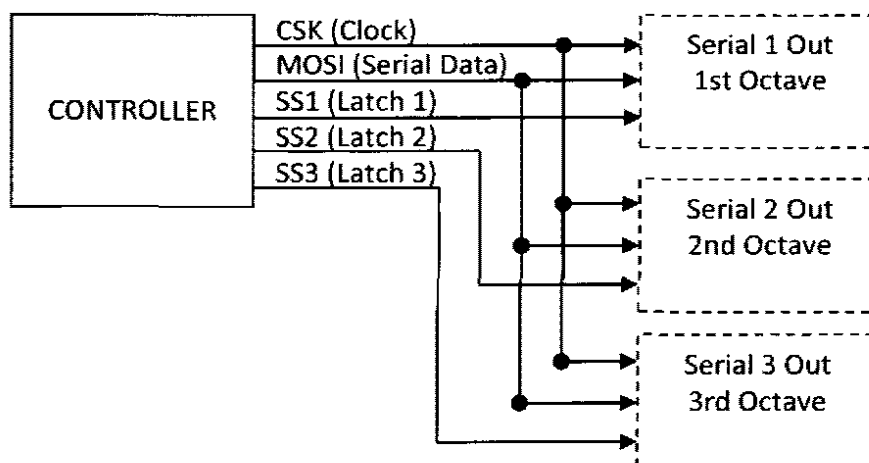 CONTROLLER
CSK (Clock)
MOSI (Serial Data)
SS1 (Latch 1)
SS2 (Latch 2)
SS3 (Latch 3)
Serial 1 Out
1st Octave
Serial 2 Out
2nd Octave
Serial 3 Out
3rd Octave